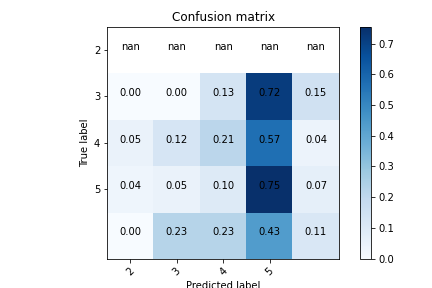 Confusion matrix
2 nan nan nan nan nan
3 0.00 0.00 0.13 0.72 0.15
4 0.05 0.12 0.21 0.57 0.04
5 0.04 0.05 0.10 0.75 0.07
0.00 0.23 0.23 0.43 0.11
True label
2 3 4 5
Predicted label
0.7
0.6
0.5
0.4
0.3
0.2
0.1
0.0